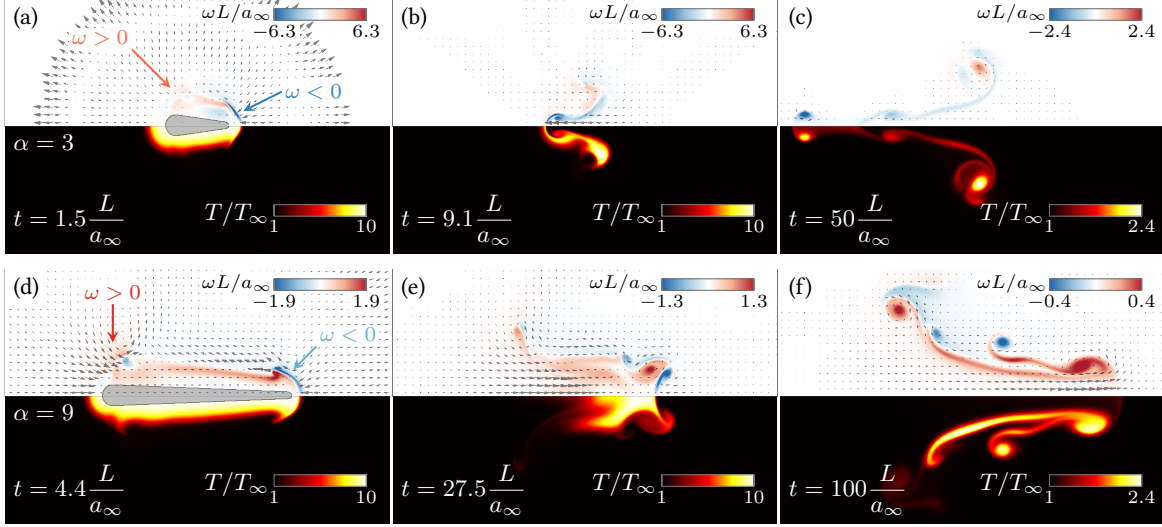 (a)
ωL/a∞
−6.3 6.3
ω > 0
ω < 0
α = 3
t = 1.5 L/a∞
T/T∞
1 10
(b)
ωL/a∞
−6.3 6.3
t = 9.1 L/a∞
T/T∞
1 10
(c)
ωL/a∞
−2.4 2.4
t = 50 L/a∞
T/T∞
1 2.4
(d)
ωL/a∞
−1.9 1.9
ω > 0
ω < 0
α = 9
t = 4.4 L/a∞
T/T∞
1 10
(e)
ωL/a∞
−1.3 1.3
t = 27.5 L/a∞
T/T∞
1 10
(f)
ωL/a∞
−0.4 0.4
t = 100 L/a∞
T/T∞
1 2.4